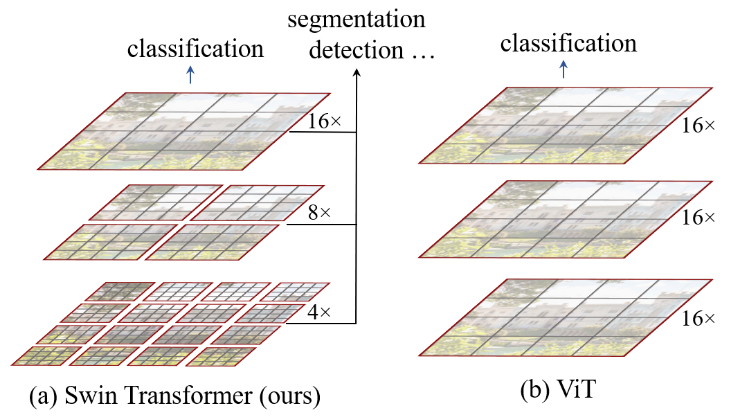 segmentation
classification
detection …
classification
16×
16×
8×
16×
4×
16×
(a) Swin Transformer (ours)
(b) ViT